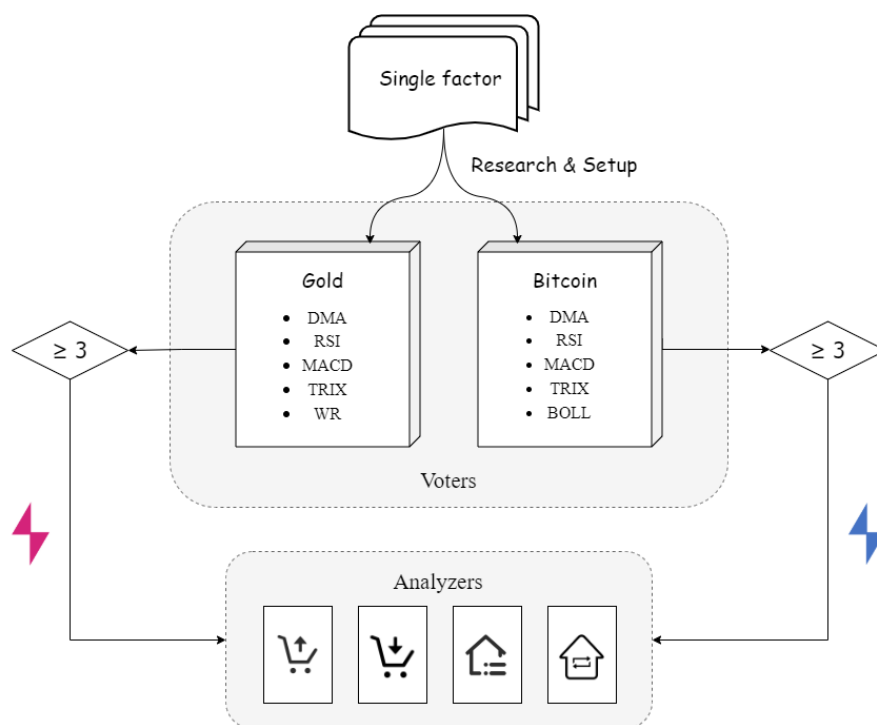 Single factor
Research & Setup
Gold
• DMA
• RSI
• MACD
• TRIX
• WR
Bitcoin
• DMA
• RSI
• MACD
• TRIX
• BOLL
≥ 3
≥ 3
Voters
Analyzers